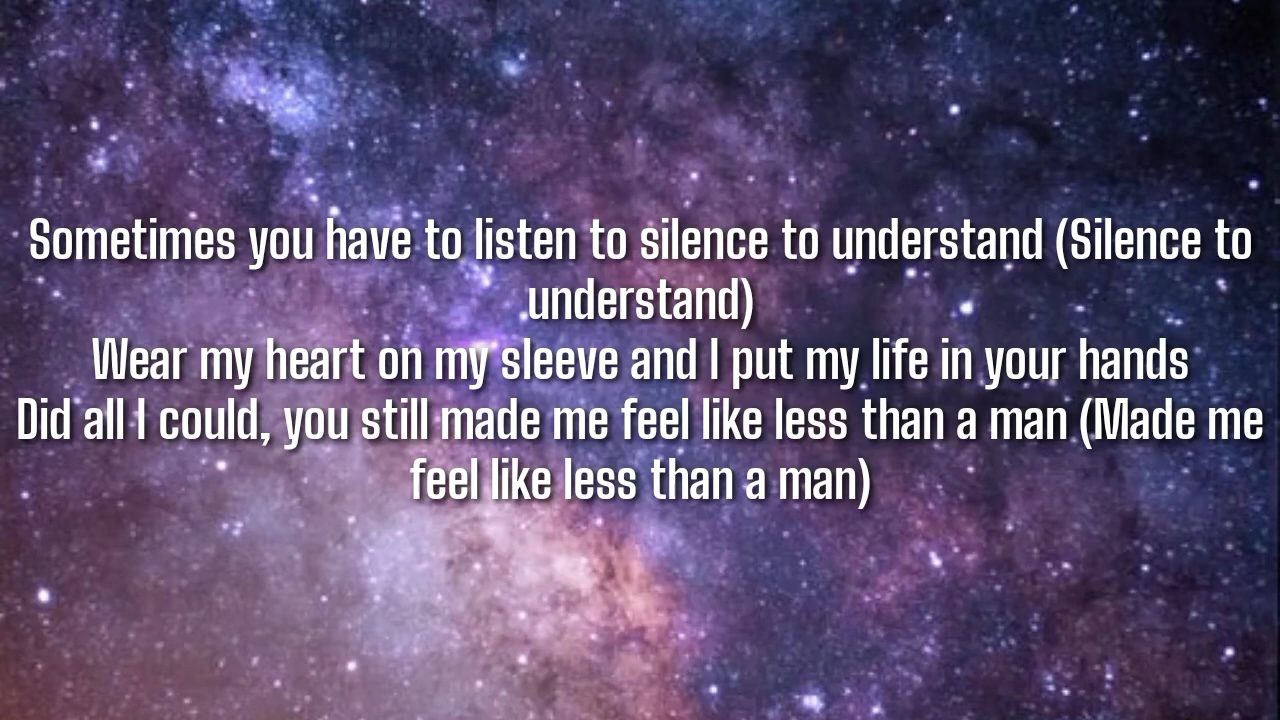 Sometimes you have to listen to silence to understand (Silence to
understand)
Wear my heart on my sleeve and I put my life in your hands
Did all I could, you still made me feel like less than a man (Made me
feel like less than a man)